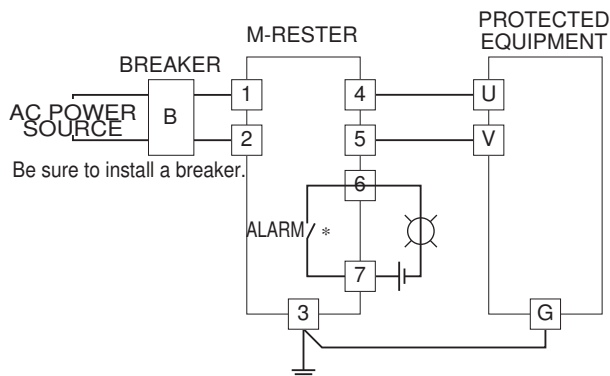 PROTECTED
EQUIPMENT
M-RESTER
BREAKER
1
4
U
AC POWER
SOURCE
B
2
5
V
Be sure to install a breaker.
6
ALARM
*
7
3
G